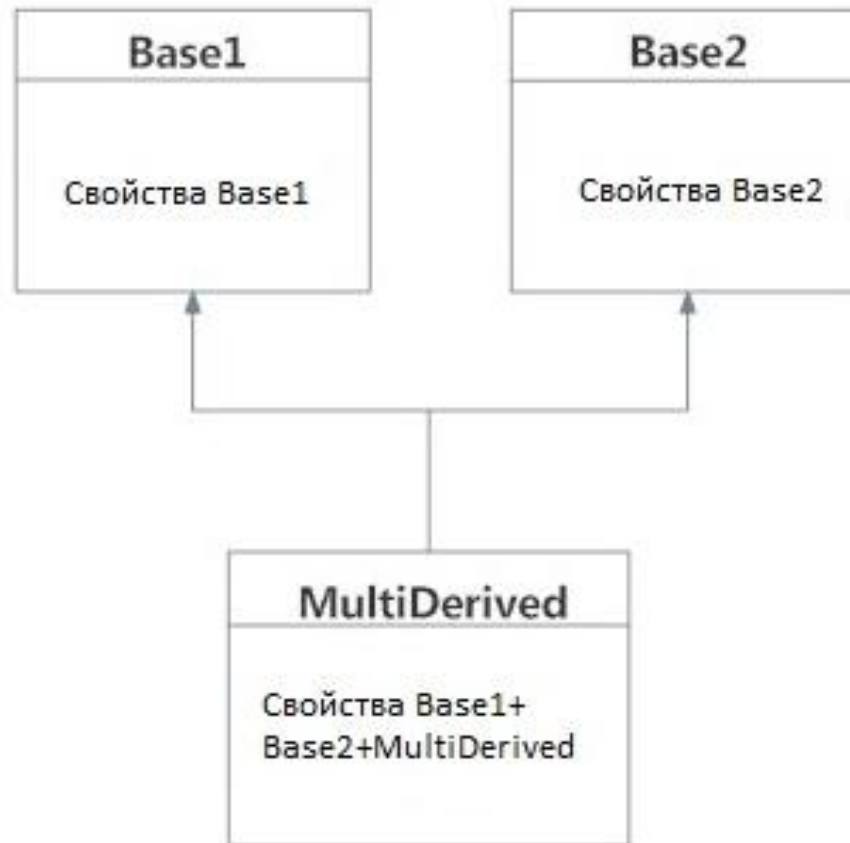 Base1
Свойства Base1
Base2
Свойства Base2
MultiDerived
Свойства Base1+
Base2+MultiDerived